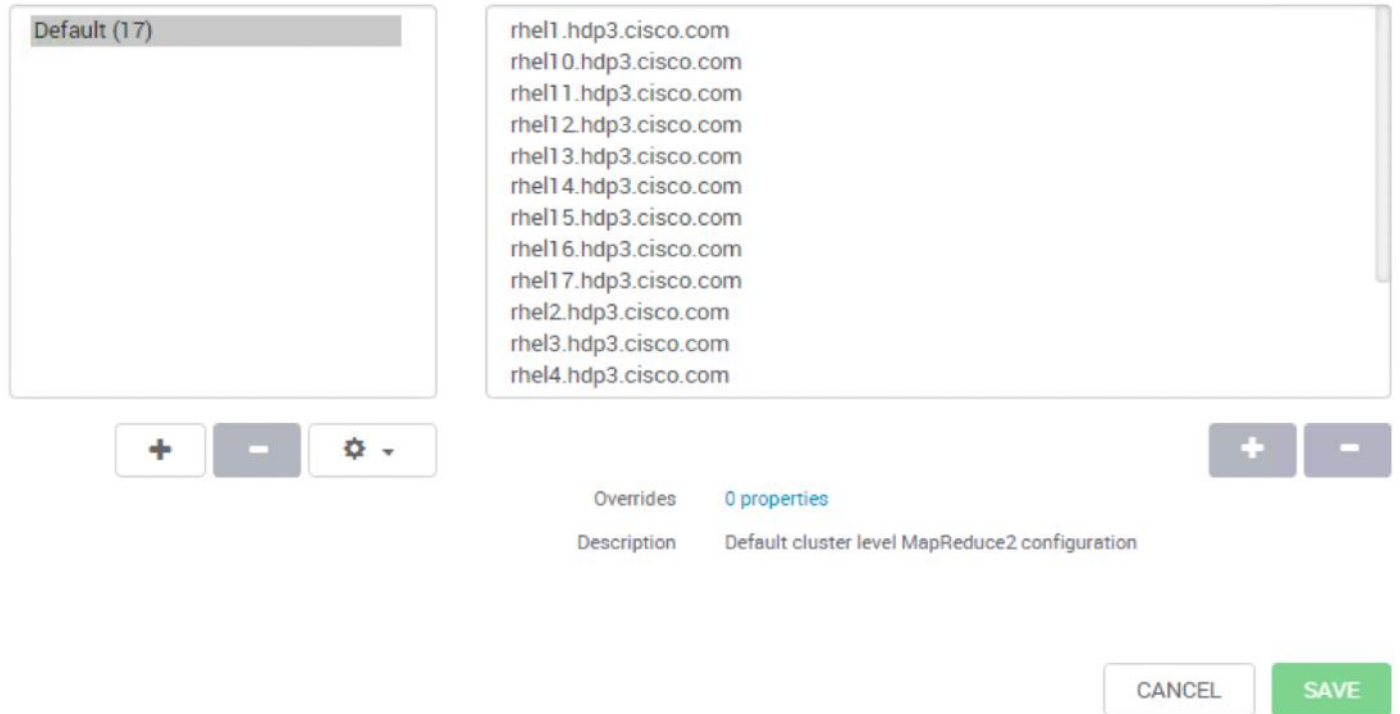 Default (17)
rhel1.hdp3.cisco.com
rhel10.hdp3.cisco.com
rhel11.hdp3.cisco.com
rhel12.hdp3.cisco.com
rhel13.hdp3.cisco.com
rhel14.hdp3.cisco.com
rhel15.hdp3.cisco.com
rhel16.hdp3.cisco.com
rhel17.hdp3.cisco.com
rhel2.hdp3.cisco.com
rhel3.hdp3.cisco.com
rhel4.hdp3.cisco.com
Overrides 0 properties
Description Default cluster level MapReduce2 configuration
CANCEL SAVE